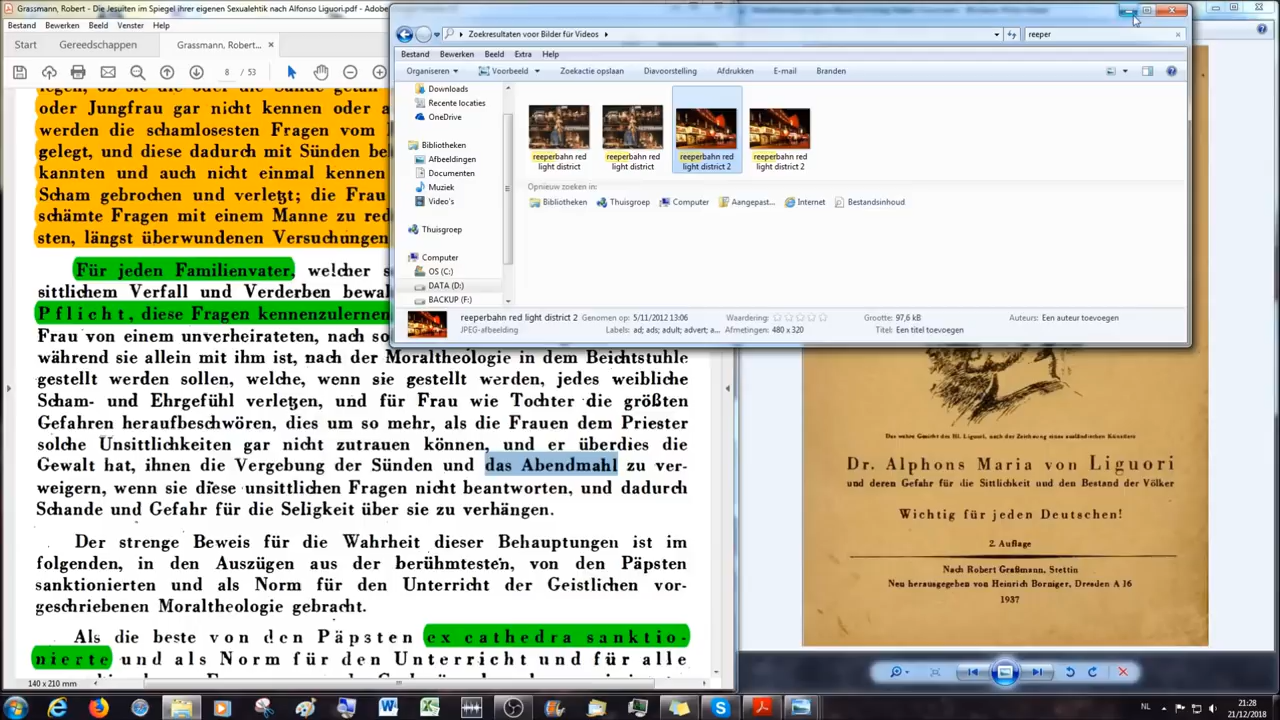 Grassmann, Robert - Die Jesuiten im Spiegel ihrer eigenen Sexualethik nach Alfonso Liguori.pdf - Adobe
Bestand Bewerken Beeld Venster Help
Start Gereedschappen Grassmann, Robert...
8 / 53
oder Jungfrau gar nicht kennen oder a
werden die schamlosesten Fragen vom
gelegt, und diese dadurch mit Sünden be
kannten und auch nicht einmal kennen
Scham gebrochen und verletzt; die Frau
schämte Fragen mit einem Manne zu red
sten, längst überwundenen Versuchungen
Für jeden Familienvater, welcher s
sittlichem Verfall und Verderben bewa
Pflicht, diese Fragen kennenzulernen
Frau von einem unverheirateten, nach so
während sie allein mit ihm ist, nach der Moraltheologie in dem Beichtstuhle
gestellt werden sollen, welche, wenn sie gestellt werden, jedes weibliche
Scham- und Ehrgefühl verletzen, und für Frau wie Tochter die größten
Gefahren heraufbeschwören, dies um so mehr, als die Frauen dem Priester
solche Unsittlichkeiten gar nicht zutrauen können, und er überdies die
Gewalt hat, ihnen die Vergebung der Sünden und das Abendmahl zu ver-
weigern, wenn sie diese unsittlichen Fragen nicht beantworten, und dadurch
Schande und Gefahr für die Seligkeit über sie zu verhängen.
Der strenge Beweis für die Wahrheit dieser Behauptungen ist im
folgenden, in den Auszügen aus der berühmtesten, von den Päpsten
sanktionierten und als Norm für den Unterricht der Geistlichen vor-
geschriebenen Moraltheologie gebracht.
Als die beste von den Päpsten ex cathedra sanktio-
nierte und als Norm für den Unterricht und für alle
140 x 210 mm
Zoekresultaten voor Bilder für Videos
reeper
Bestand Bewerken Beeld Extra Help
Organiseren Voorbeeld Zoekactie opslaan Diavoorstelling Afdrukken E-mail Branden
Downloads
Recente locaties
OneDrive
Bibliotheken
Afbeeldingen
Documenten
Muziek
Video's
Thuisgroep
Computer
OS (C:)
DATA (D:)
BACKUP (F:)
reeperbahn red light district
reeperbahn red light district
reeperbahn red light district 2
reeperbahn red light district 2
Opnieuw zoeken in:
Bibliotheken Thuisgroep Computer Aangepast... Internet Bestandsinhoud
reeperbahn red light district 2 Genomen op: 5/11/2012 13:06 Waardering: Grootte: 97,6 kB Auteurs: Een auteur toevoegen
JPEG-afbeelding Labels: ad; ads; adult; advert; a... Afmetingen: 480 x 320 Titel: Een titel toevoegen
Das wahre Gesicht des Hl. Liguori, nach der Zeichnung eines ausländischen Künstlers
Dr. Alphons Maria von Liguori
und deren Gefahr für die Sittlichkeit und den Bestand der Völker
Wichtig für jeden Deutschen!
2. Auflage
Nach Robert Graßmann, Stettin
Neu herausgegeben von Heinrich Borniger, Dresden A 16
1937
NL
21:28
21/12/2018